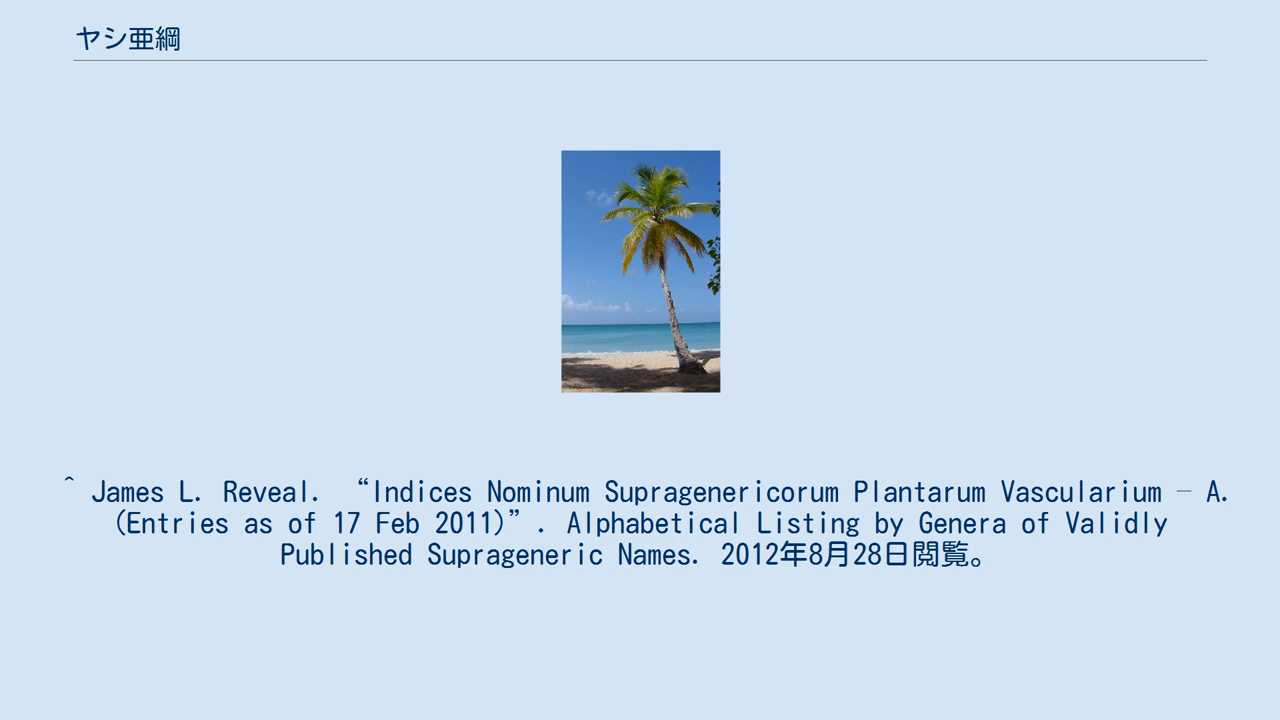 ヤシ亜綱
^ James L. Reveal. “Indices Nominum Supragenericorum Plantarum Vascularium – A.
(Entries as of 17 Feb 2011)”. Alphabetical Listing by Genera of Validly
Published Suprageneric Names. 2012年8月28日閲覧。